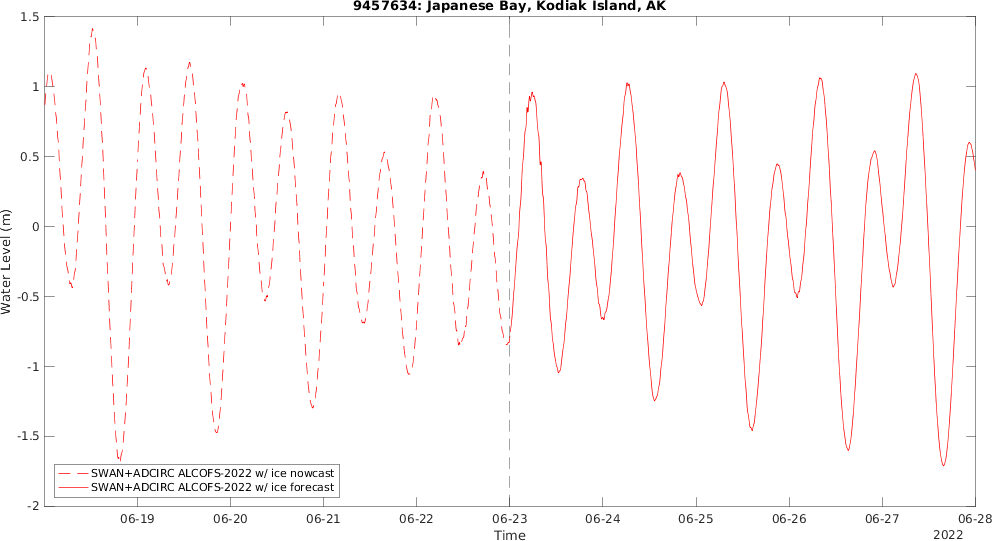 9457634: Japanese Bay, Kodiak Island, AK
1.5
1
0.5
0
-0.5
-1
-1.5
-2
Water Level (m)
SWAN+ADCIRC ALCOFS-2022 w/ ice nowcast
SWAN+ADCIRC ALCOFS-2022 w/ ice forecast
06-19 06-20 06-21 06-22 06-23 06-24 06-25 06-26 06-27 06-28
Time
2022